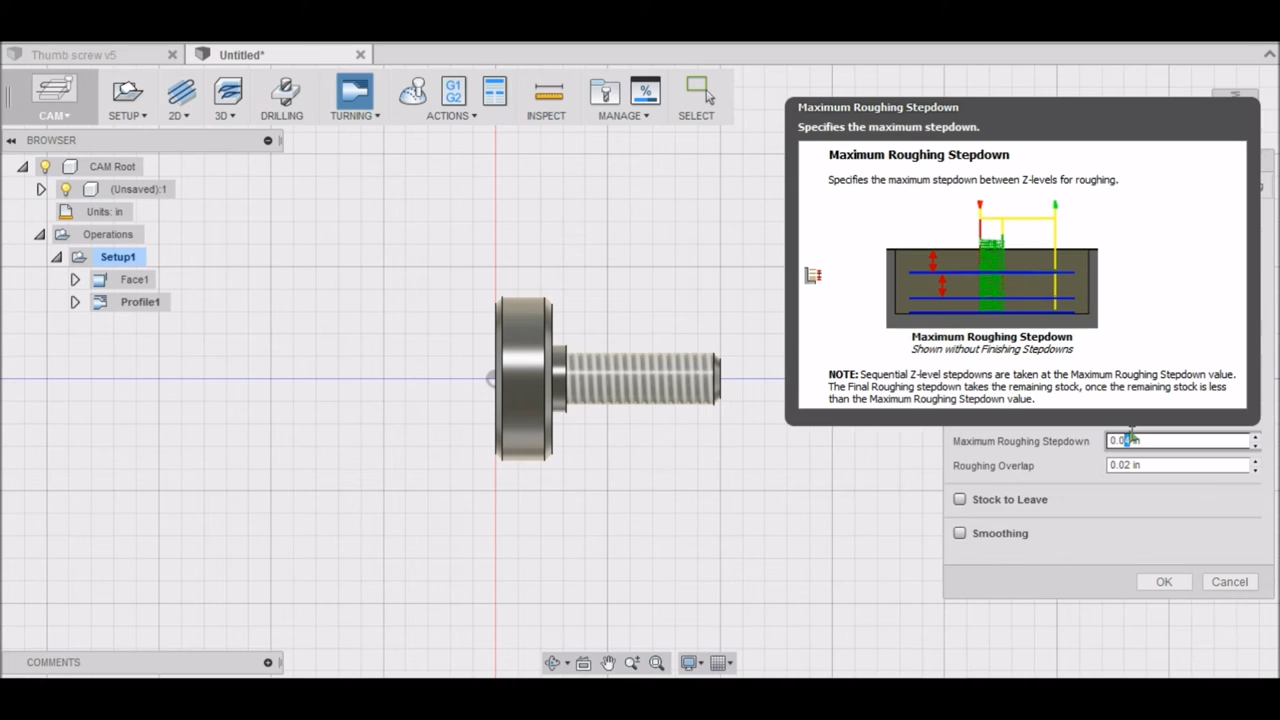 Thumb screw v5
Untitled*
CAM
SETUP
2D
3D
DRILLING
TURNING
G1
G2
ACTIONS
INSPECT
%
MANAGE
SELECT
BROWSER
CAM Root
(Unsaved):1
Units: in
Operations
Setup1
Face1
Profile1
Maximum Roughing Stepdown
Specifies the maximum stepdown.
Maximum Roughing Stepdown
Specifies the maximum stepdown between Z-levels for roughing.
Maximum Roughing Stepdown
Shown without Finishing Stepdowns
NOTE: Sequential Z-level stepdowns are taken at the Maximum Roughing Stepdown value.
The Final Roughing stepdown takes the remaining stock, once the remaining stock is less
than the Maximum Roughing Stepdown value.
Maximum Roughing Stepdown 0.04 in
Roughing Overlap 0.02 in
Stock to Leave
Smoothing
OK Cancel
COMMENTS